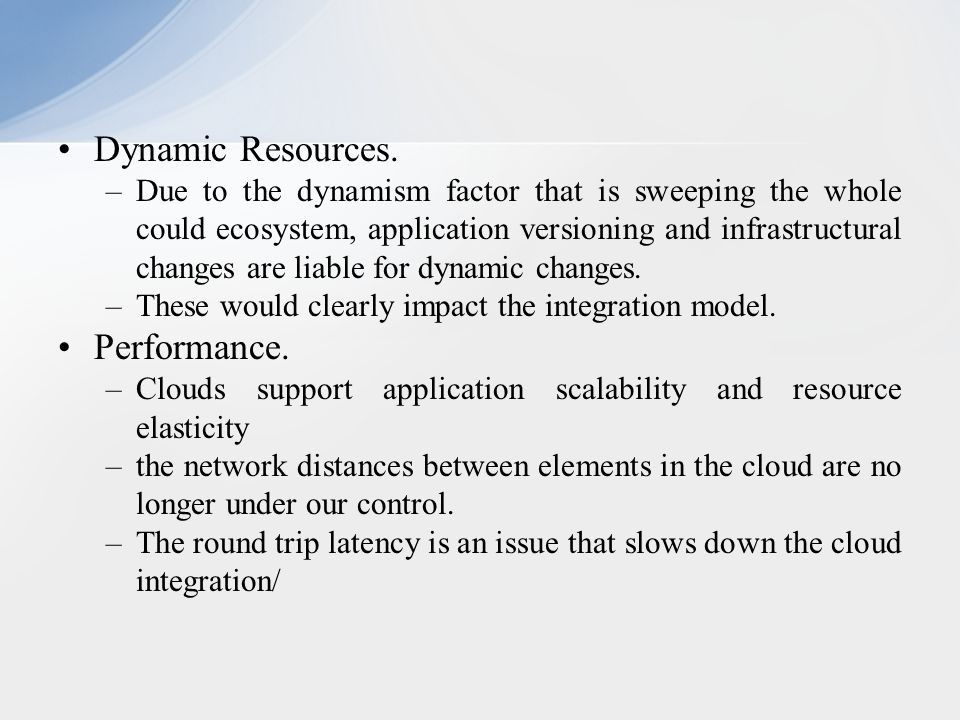 • Dynamic Resources.
– Due to the dynamism factor that is sweeping the whole
could ecosystem, application versioning and infrastructural
changes are liable for dynamic changes.
– These would clearly impact the integration model.
• Performance.
– Clouds support application scalability and resource
elasticity
– the network distances between elements in the cloud are no
longer under our control.
– The round trip latency is an issue that slows down the cloud
integration/